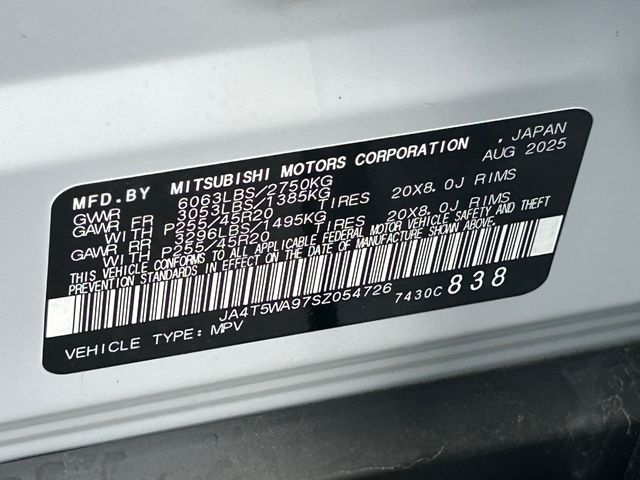 MFD.BY MITSUBISHI MOTORS CORPORATION , JAPAN
GWWR 6063LBS/2750KG AUG 2025
GAWR FR 3053LBS/1385KG
WITH P255/45R20 TIRES 20X8.0J RIMS
GAWR RR 3296LBS/1495KG
WITH P255/45R20 TIRES 20X8.0J RIMS
THIS VEHICLE CONFORMS TO ALL APPLICABLE FEDERAL MOTOR VEHICLE SAFETY AND THEFT
PREVENTION STANDARDS IN EFFECT ON THE DATE OF MANUFACTURE SHOWN ABOVE.
JA4T5WA97SZ054726 7430C 838
VEHICLE TYPE: MPV